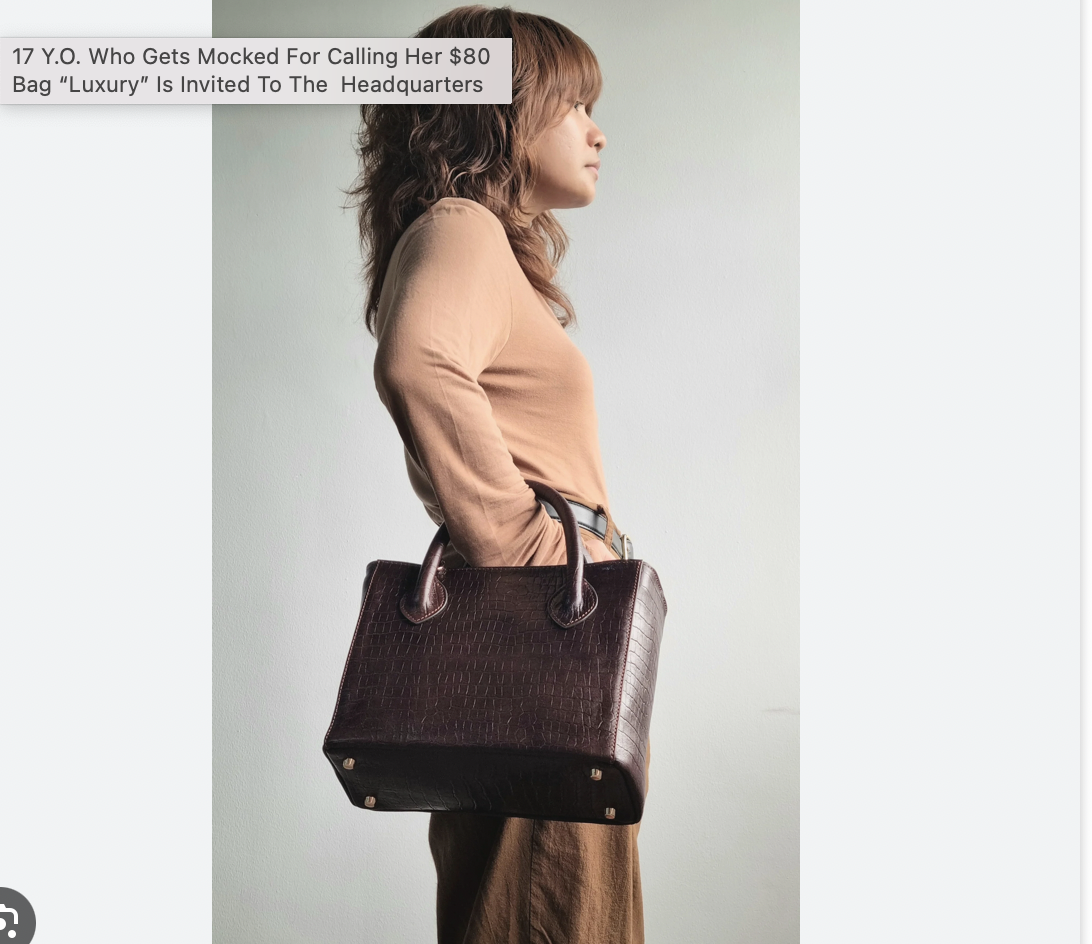 17 Y.O. Who Gets Mocked For Calling Her $80
Bag “Luxury” Is Invited To The  Headquarters